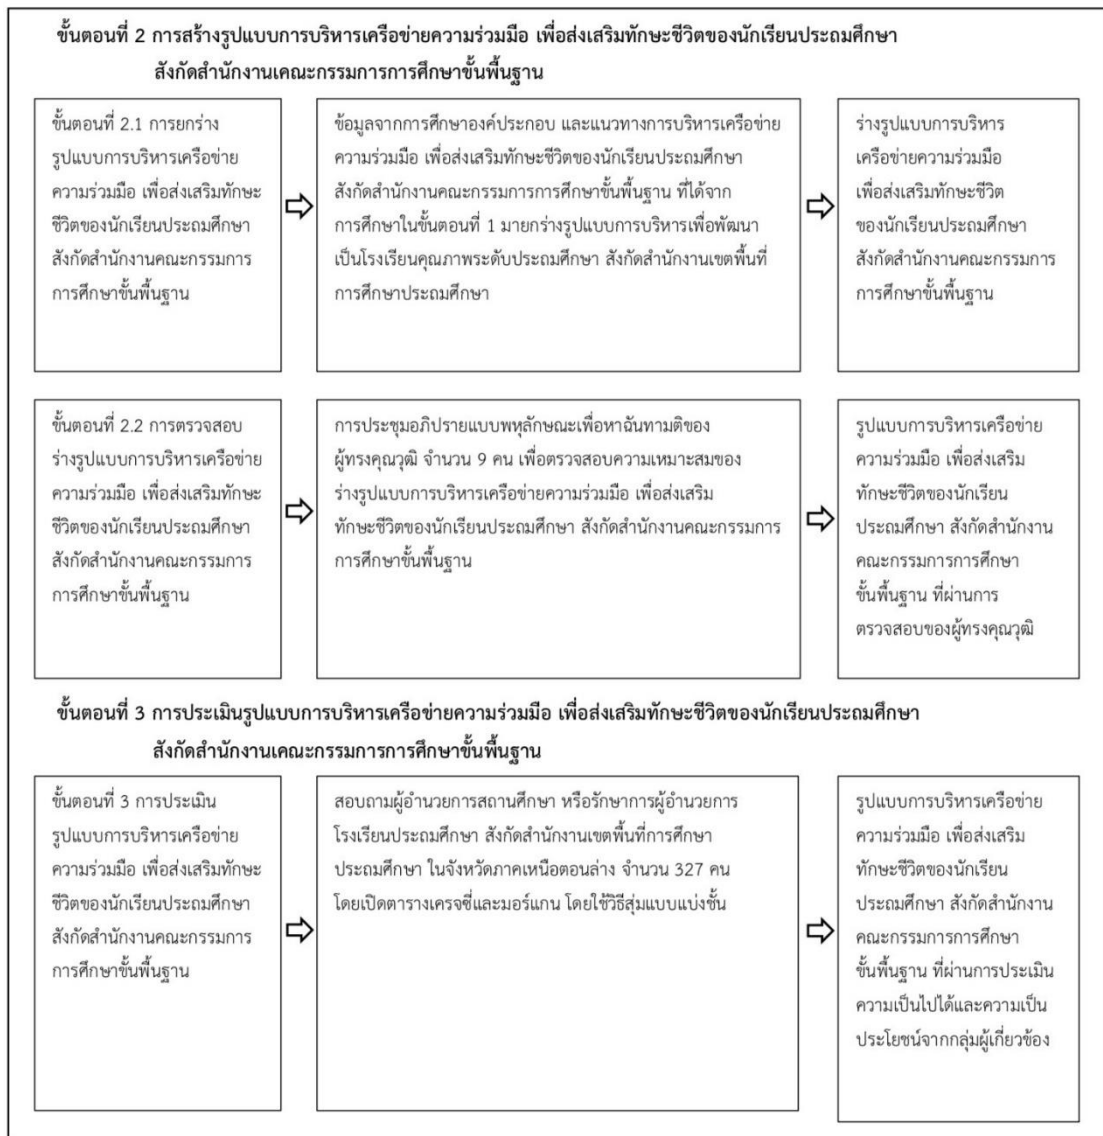 ขั้นตอนที่ 2 การสร้างรูปแบบการบริหารเครือข่ายความร่วมมือ เพื่อส่งเสริมทักษะชีวิตของนักเรียนประถมศึกษา
สังกัดสำนักงานเคณะกรรมการการศึกษาขั้นพื้นฐาน
ขั้นตอนที่ 2.1 การยกร่าง
รูปแบบการบริหารเครือข่าย
ความร่วมมือ เพื่อส่งเสริมทักษะ
ชีวิตของนักเรียนประถมศึกษา
สังกัดสำนักงานคณะกรรมการ
การศึกษาขั้นพื้นฐาน
ข้อมูลจากการศึกษาองค์ประกอบ และแนวทางการบริหารเครือข่าย
ความร่วมมือ เพื่อส่งเสริมทักษะชีวิตของนักเรียนประถมศึกษา
สังกัดสำนักงานคณะกรรมการการศึกษาขั้นพื้นฐาน ที่ได้จาก
การศึกษาในขั้นตอนที่ 1 มายกร่างรูปแบบการบริหารเพื่อพัฒนา
เป็นโรงเรียนคุณภาพระดับประถมศึกษา สังกัดสำนักงานเขตพื้นที่
การศึกษาประถมศึกษา
ร่างรูปแบบการบริหาร
เครือข่ายความร่วมมือ
เพื่อส่งเสริมทักษะชีวิต
ของนักเรียนประถมศึกษา
สังกัดสำนักงานคณะกรรมการ
การศึกษาขั้นพื้นฐาน
ขั้นตอนที่ 2.2 การตรวจสอบ
ร่างรูปแบบการบริหารเครือข่าย
ความร่วมมือ เพื่อส่งเสริมทักษะ
ชีวิตของนักเรียนประถมศึกษา
สังกัดสำนักงานคณะกรรมการ
การศึกษาขั้นพื้นฐาน
การประชุมอภิปรายแบบพหุลักษณะเพื่อหาฉันทามติของ
ผู้ทรงคุณวุฒิ จำนวน 9 คน เพื่อตรวจสอบความเหมาะสมของ
ร่างรูปแบบการบริหารเครือข่ายความร่วมมือ เพื่อส่งเสริม
ทักษะชีวิตของนักเรียนประถมศึกษา สังกัดสำนักงานคณะกรรมการ
การศึกษาขั้นพื้นฐาน
รูปแบบการบริหารเครือข่าย
ความร่วมมือ เพื่อส่งเสริม
ทักษะชีวิตของนักเรียน
ประถมศึกษา สังกัดสำนักงาน
คณะกรรมการการศึกษา
ขั้นพื้นฐาน ที่ผ่านการ
ตรวจสอบของผู้ทรงคุณวุฒิ
ขั้นตอนที่ 3 การประเมินรูปแบบการบริหารเครือข่ายความร่วมมือ เพื่อส่งเสริมทักษะชีวิตของนักเรียนประถมศึกษา
สังกัดสำนักงานเคณะกรรมการการศึกษาขั้นพื้นฐาน
ขั้นตอนที่ 3 การประเมิน
รูปแบบการบริหารเครือข่าย
ความร่วมมือ เพื่อส่งเสริมทักษะ
ชีวิตของนักเรียนประถมศึกษา
สังกัดสำนักงานคณะกรรมการ
การศึกษาขั้นพื้นฐาน
สอบถามผู้อำนวยการสถานศึกษา หรือรักษาการผู้อำนวยการ
โรงเรียนประถมศึกษา สังกัดสำนักงานเขตพื้นที่การศึกษา
ประถมศึกษา ในจังหวัดภาคเหนือตอนล่าง จำนวน 327 คน
โดยเปิดตารางเครจซี่และมอร์แกน โดยใช้วิธีสุ่มแบบแบ่งชั้น
รูปแบบการบริหารเครือข่าย
ความร่วมมือ เพื่อส่งเสริม
ทักษะชีวิตของนักเรียน
ประถมศึกษา สังกัดสำนักงาน
คณะกรรมการการศึกษา
ขั้นพื้นฐาน ที่ผ่านการประเมิน
ความเป็นไปได้และความเป็น
ประโยชน์จากกลุ่มผู้เกี่ยวข้อง